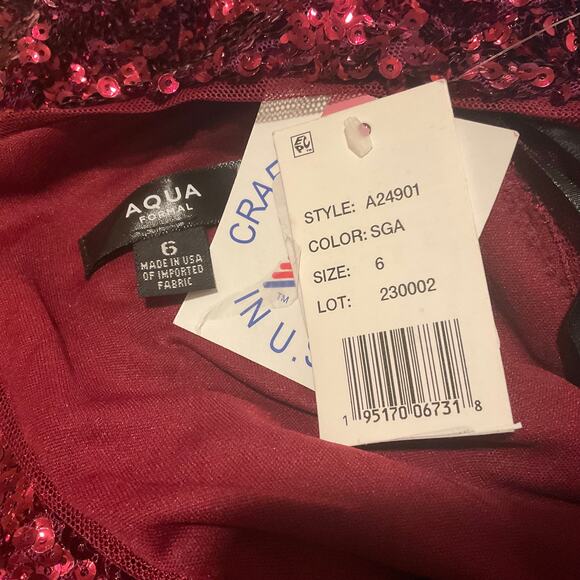 AQUA
FORMAL
6
MADE IN USA
OF IMPORTED
FABRIC
IN U.S
TM
STYLE: A24901
COLOR: SGA
SIZE: 6
LOT: 230002
1 95170 06731 8